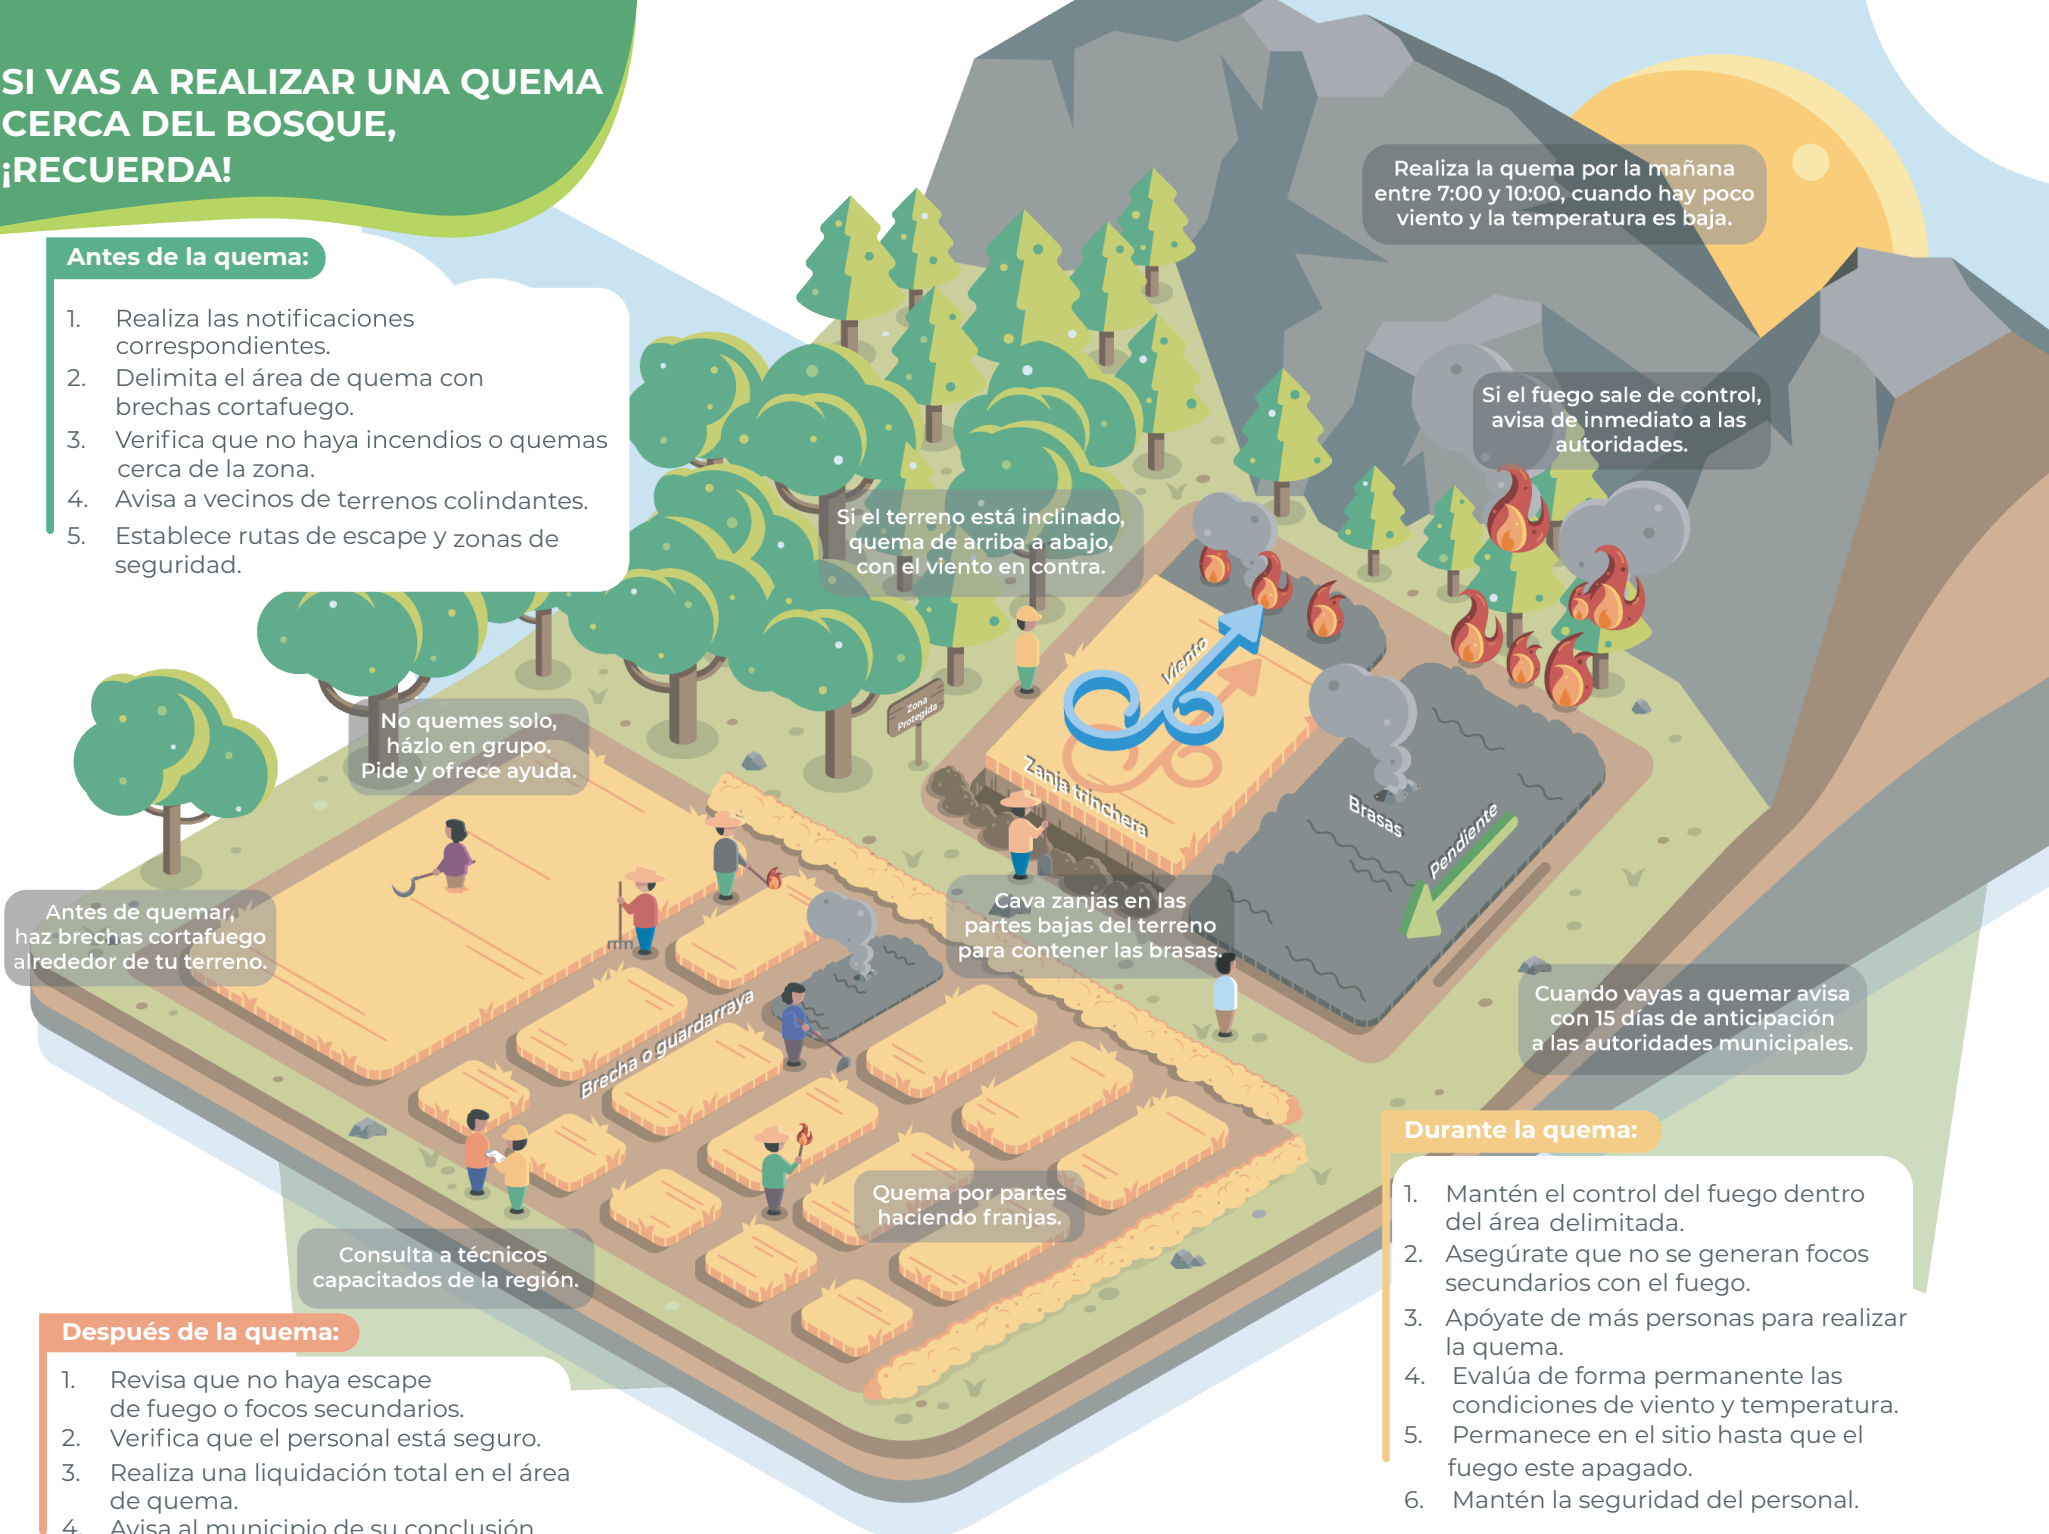 SI VAS A REALIZAR UNA QUEMA
CERCA DEL BOSQUE,
¡RECUERDA!
Antes de la quema:
1. Realiza las notificaciones
correspondientes.
2. Delimita el área de quema con
brechas cortafuego.
3. Verifica que no haya incendios o quemas
cerca de la zona.
4. Avisa a vecinos de terrenos colindantes.
5. Establece rutas de escape y zonas de
seguridad.
Realiza la quema por la mañana
entre 7:00 y 10:00, cuando hay poco
viento y la temperatura es baja.
Si el fuego sale de control,
avisa de inmediato a las
autoridades.
Si el terreno está inclinado,
quema de arriba a abajo,
con el viento en contra.
Viento
Zona
Protegida
No quemes solo,
házlo en grupo.
Pide y ofrece ayuda.
Zanja trinchera
Brasas
Pendiente
Antes de quemar,
haz brechas cortafuego
alrededor de tu terreno.
Cava zanjas en las
partes bajas del terreno
para contener las brasas.
Brecha o guardarraya
Cuando vayas a quemar avisa
con 15 días de anticipación
a las autoridades municipales.
Quema por partes
haciendo franjas.
Consulta a técnicos
capacitados de la región.
Durante la quema:
1. Mantén el control del fuego dentro
del área delimitada.
2. Asegúrate que no se generan focos
secundarios con el fuego.
3. Apóyate de más personas para realizar
la quema.
4. Evalúa de forma permanente las
condiciones de viento y temperatura.
5. Permanece en el sitio hasta que el
fuego este apagado.
6. Mantén la seguridad del personal.
Después de la quema:
1. Revisa que no haya escape
de fuego o focos secundarios.
2. Verifica que el personal está seguro.
3. Realiza una liquidación total en el área
de quema.
4. Avisa al municipio de su conclusión